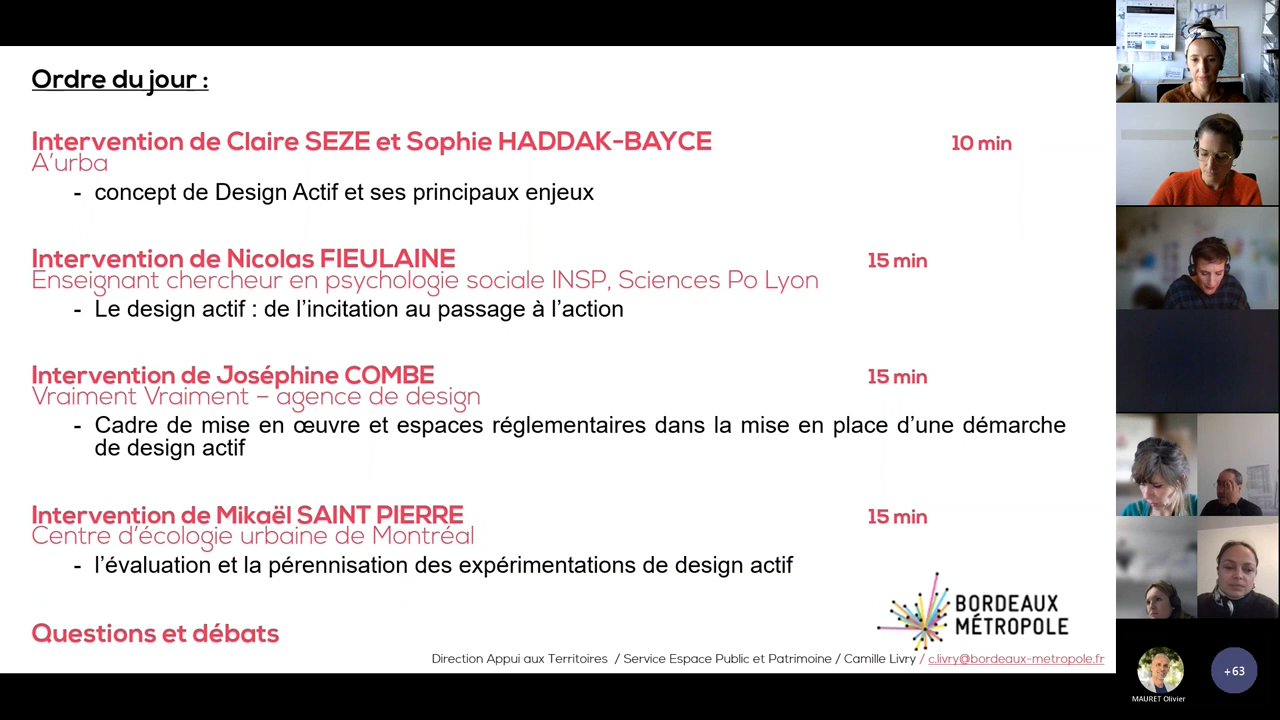 Ordre du jour :
Intervention de Claire SEZE et Sophie HADDAK-BAYCE 10 min
A'urba
- concept de Design Actif et ses principaux enjeux
Intervention de Nicolas FIEULAINE 15 min
Enseignant chercheur en psychologie sociale INSP, Sciences Po Lyon
- Le design actif : de l'incitation au passage à l'action
Intervention de Joséphine COMBE 15 min
Vraiment Vraiment – agence de design
- Cadre de mise en œuvre et espaces réglementaires dans la mise en place d'une démarche
de design actif
Intervention de Mikaël SAINT PIERRE 15 min
Centre d'écologie urbaine de Montréal
- l'évaluation et la pérennisation des expérimentations de design actif
BORDEAUX
MÉTROPOLE
Questions et débats
Direction Appui aux Territoires / Service Espace Public et Patrimoine / Camille Livry / c.livry@bordeaux-metropole.fr
+63
MAURET Olivier